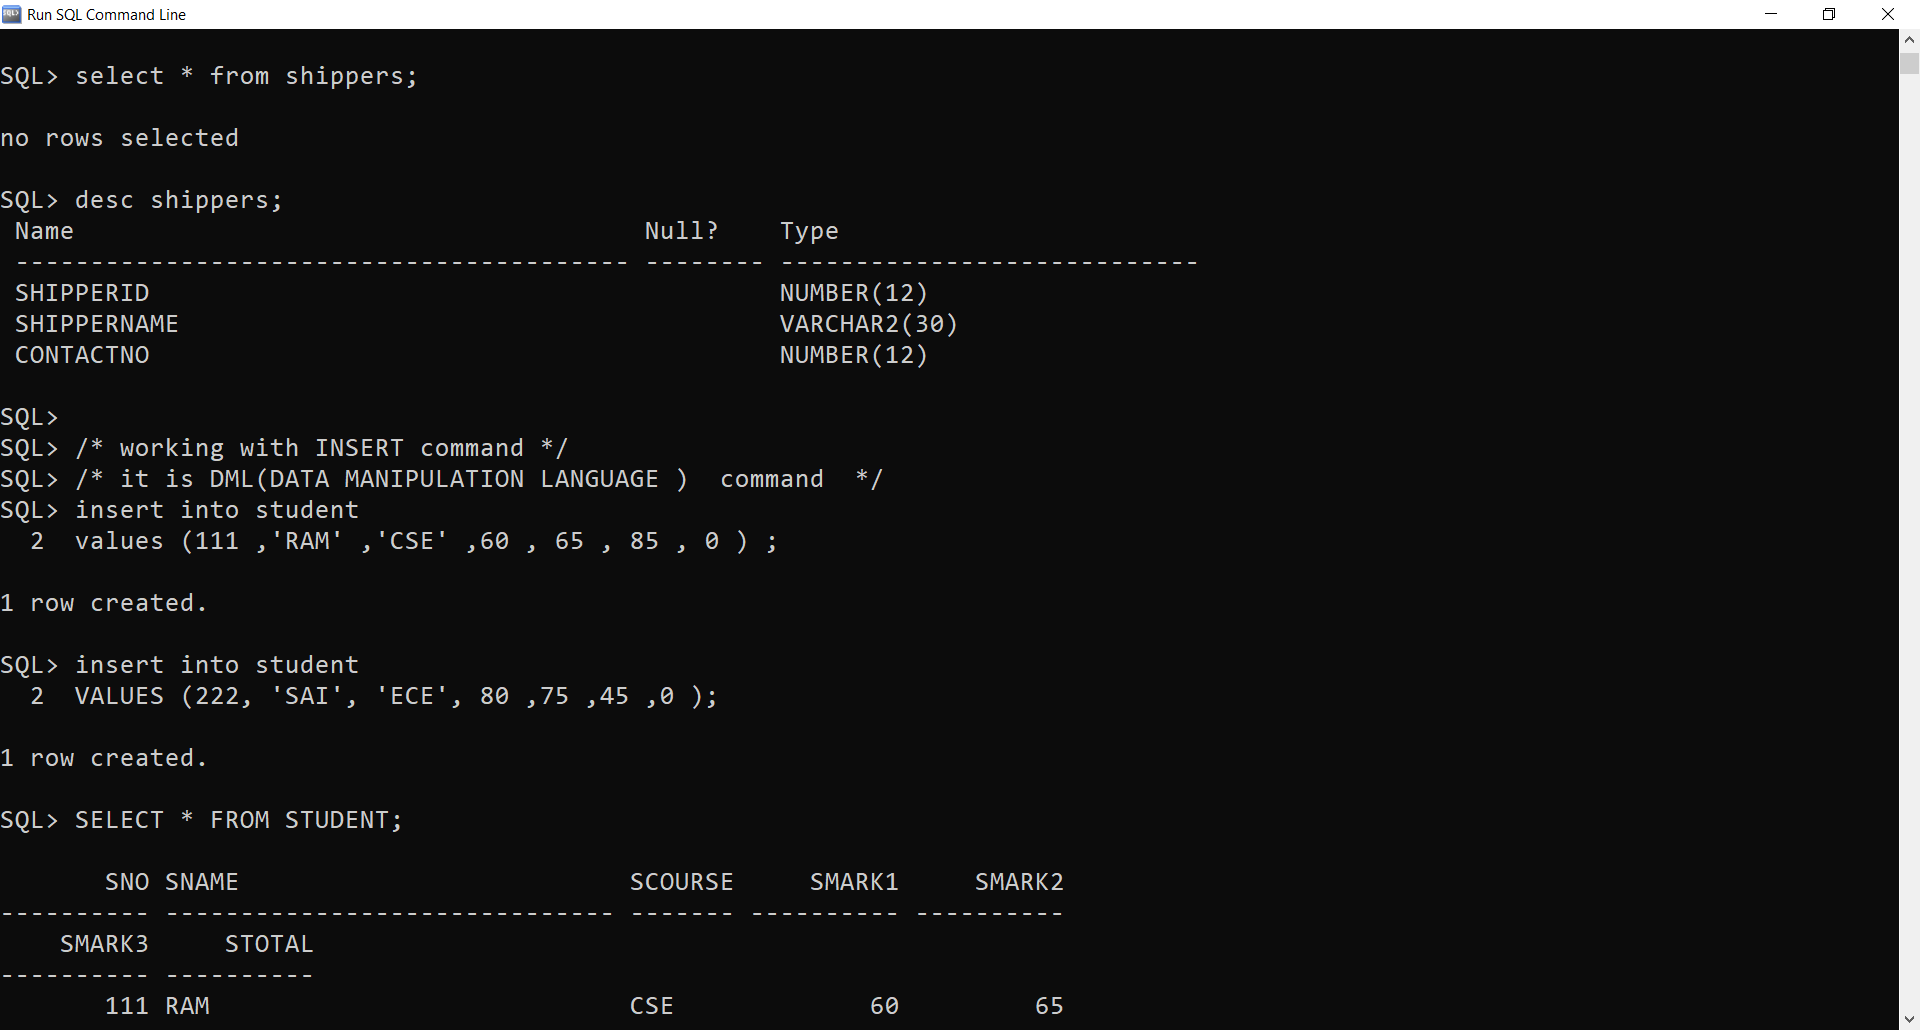 Run SQL Command Line
SQL> select * from shippers;
no rows selected
SQL> desc shippers;
 Name                                      Null?    Type
 ----------------------------------------- -------- ----------------------------
 SHIPPERID                                          NUMBER(12)
 SHIPPERNAME                                        VARCHAR2(30)
 CONTACTNO                                          NUMBER(12)
SQL>
SQL> /* working with INSERT command */
SQL> /* it is DML(DATA MANIPULATION LANGUAGE )  command  */
SQL> insert into student
  2  values (111 ,'RAM' ,'CSE' ,60 , 65 , 85 , 0 ) ;
1 row created.
SQL> insert into student
  2  VALUES (222, 'SAI', 'ECE', 80 ,75 ,45 ,0 );
1 row created.
SQL> SELECT * FROM STUDENT;
       SNO SNAME                          SCOURSE     SMARK1     SMARK2
---------- ------------------------------ ------- ---------- ----------
    SMARK3     STOTAL
---------- ----------
       111 RAM                            CSE             60         65